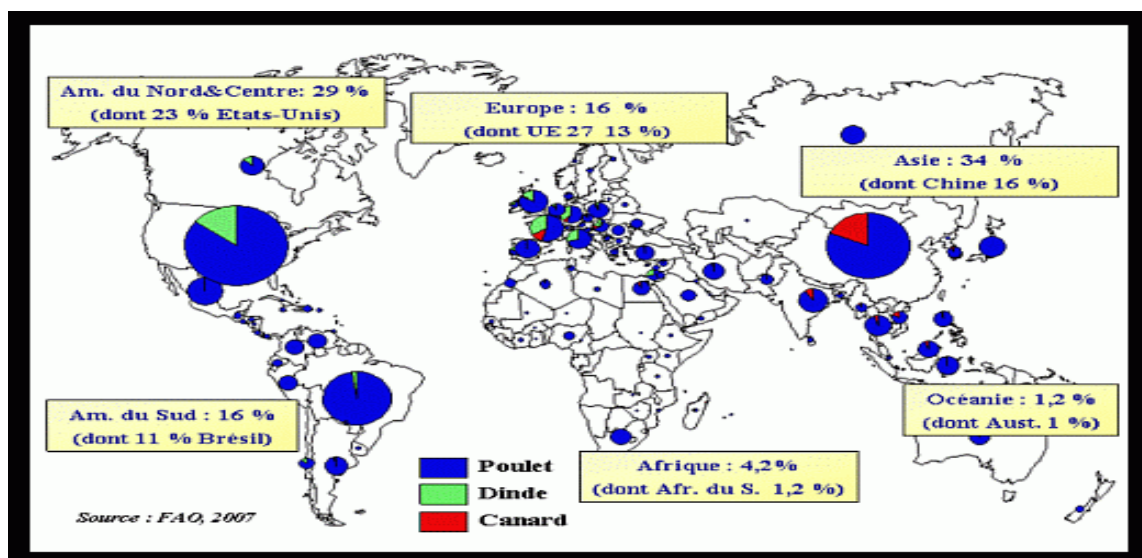 Am. du Nord&Centre: 29 %
(dont 23 % Etats-Unis)
Europe : 16 %
(dont UE 27 13 %)
Asie : 34 %
(dont Chine 16 %)
Am. du Sud : 16 %
(dont 11 % Brésil)
Océanie : 1,2 %
(dont Aust. 1 %)
Afrique : 4,2%
(dont Afr. du S. 1,2 %)
Poulet
Dinde
Canard
Source : FAO, 2007